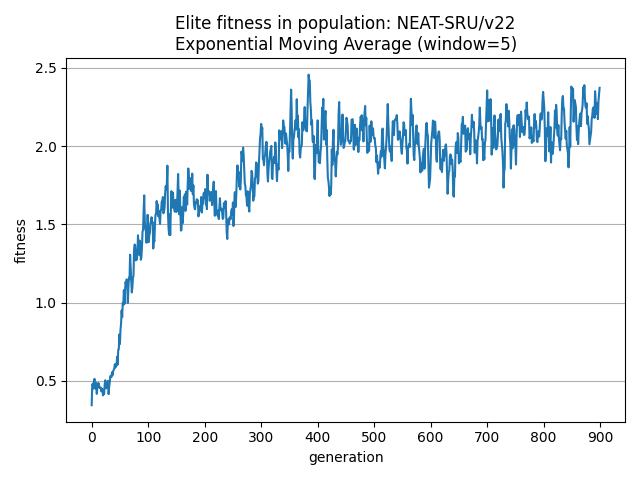 Elite fitness in population: NEAT-SRU/v22
Exponential Moving Average (window=5)
2.5
2.0
1.5
1.0
0.5
fitness
0 100 200 300 400 500 600 700 800 900
generation